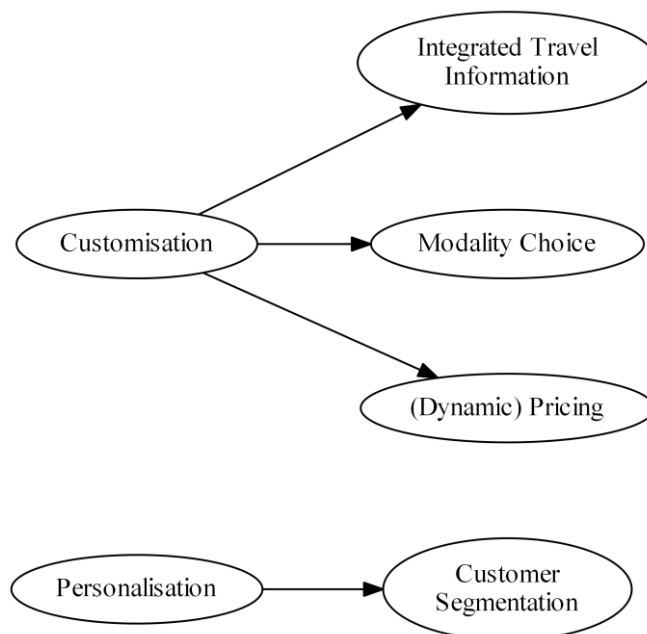 Integrated Travel
Information
Customisation
Modality Choice
(Dynamic) Pricing
Personalisation
Customer
Segmentation